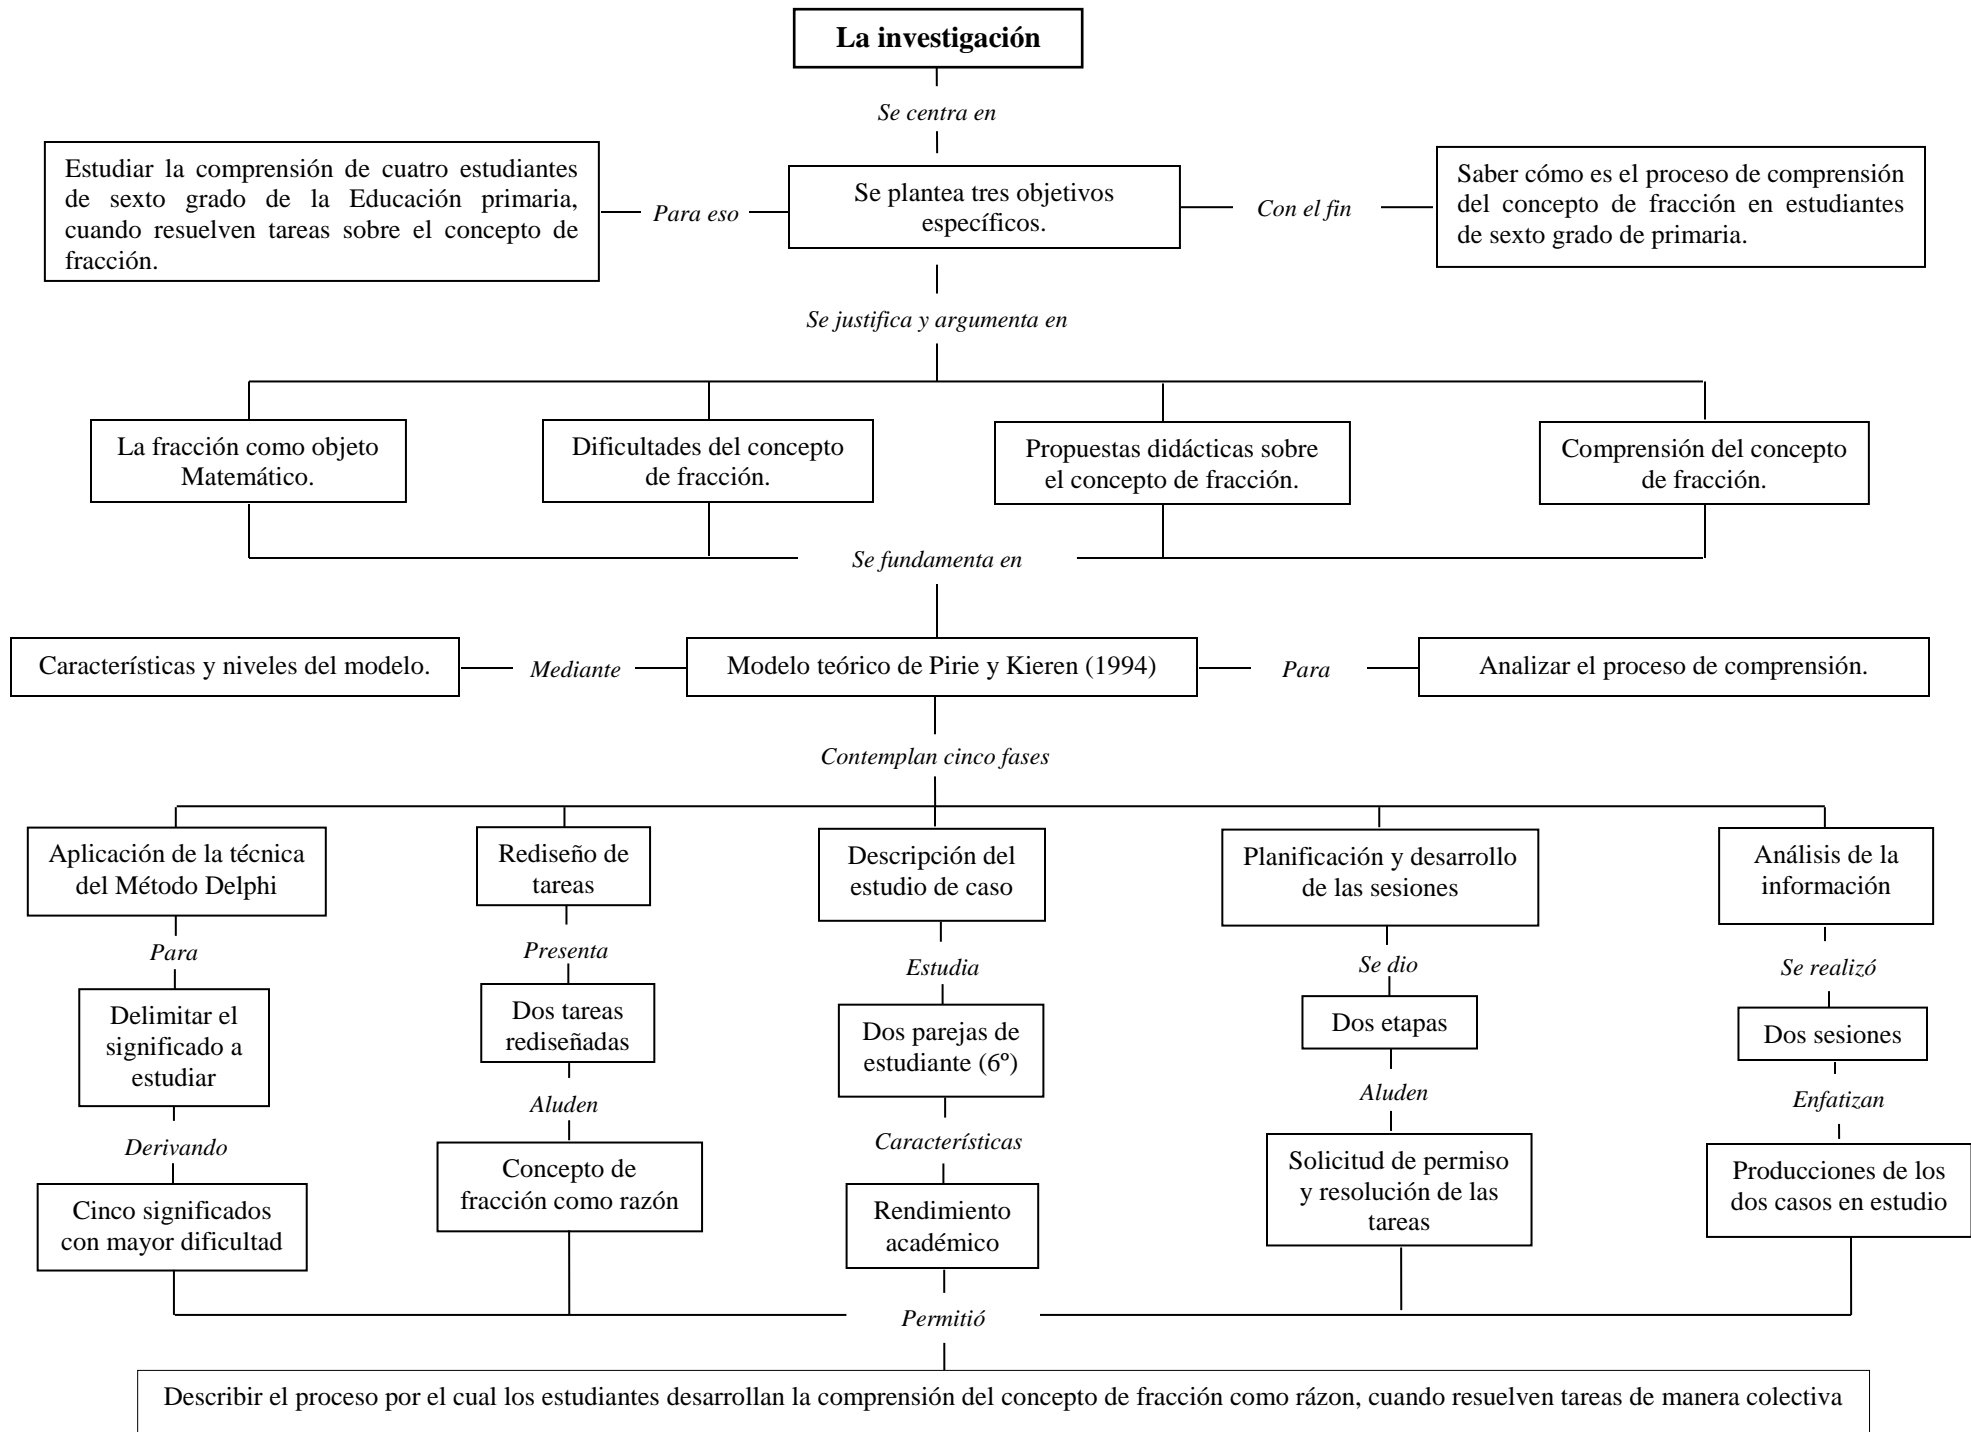 La investigación
Se centra en
Estudiar la comprensión de cuatro estudiantes
de sexto grado de la Educación primaria,
cuando resuelven tareas sobre el concepto de
fracción.
Para eso
Se plantea tres objetivos
específicos.
Con el fin
Saber cómo es el proceso de comprensión
del concepto de fracción en estudiantes
de sexto grado de primaria.
Se justifica y argumenta en
La fracción como objeto
Matemático.
Dificultades del concepto
de fracción.
Propuestas didácticas sobre
el concepto de fracción.
Comprensión del concepto
de fracción.
Se fundamenta en
Características y niveles del modelo.
Mediante
Modelo teórico de Pirie y Kieren (1994)
Para
Analizar el proceso de comprensión.
Contemplan cinco fases
Aplicación de la técnica
del Método Delphi
Para
Delimitar el
significado a
estudiar
Derivando
Cinco significados
con mayor dificultad
Rediseño de
tareas
Presenta
Dos tareas
rediseñadas
Aluden
Concepto de
fracción como razón
Descripción del
estudio de caso
Estudia
Dos parejas de
estudiante (6º)
Características
Rendimiento
académico
Planificación y desarrollo
de las sesiones
Se dio
Dos etapas
Aluden
Solicitud de permiso
y resolución de las
tareas
Análisis de la
información
Se realizó
Dos sesiones
Enfatizan
Producciones de los
dos casos en estudio
Permitió
Describir el proceso por el cual los estudiantes desarrollan la comprensión del concepto de fracción como rázon, cuando resuelven tareas de manera colectiva